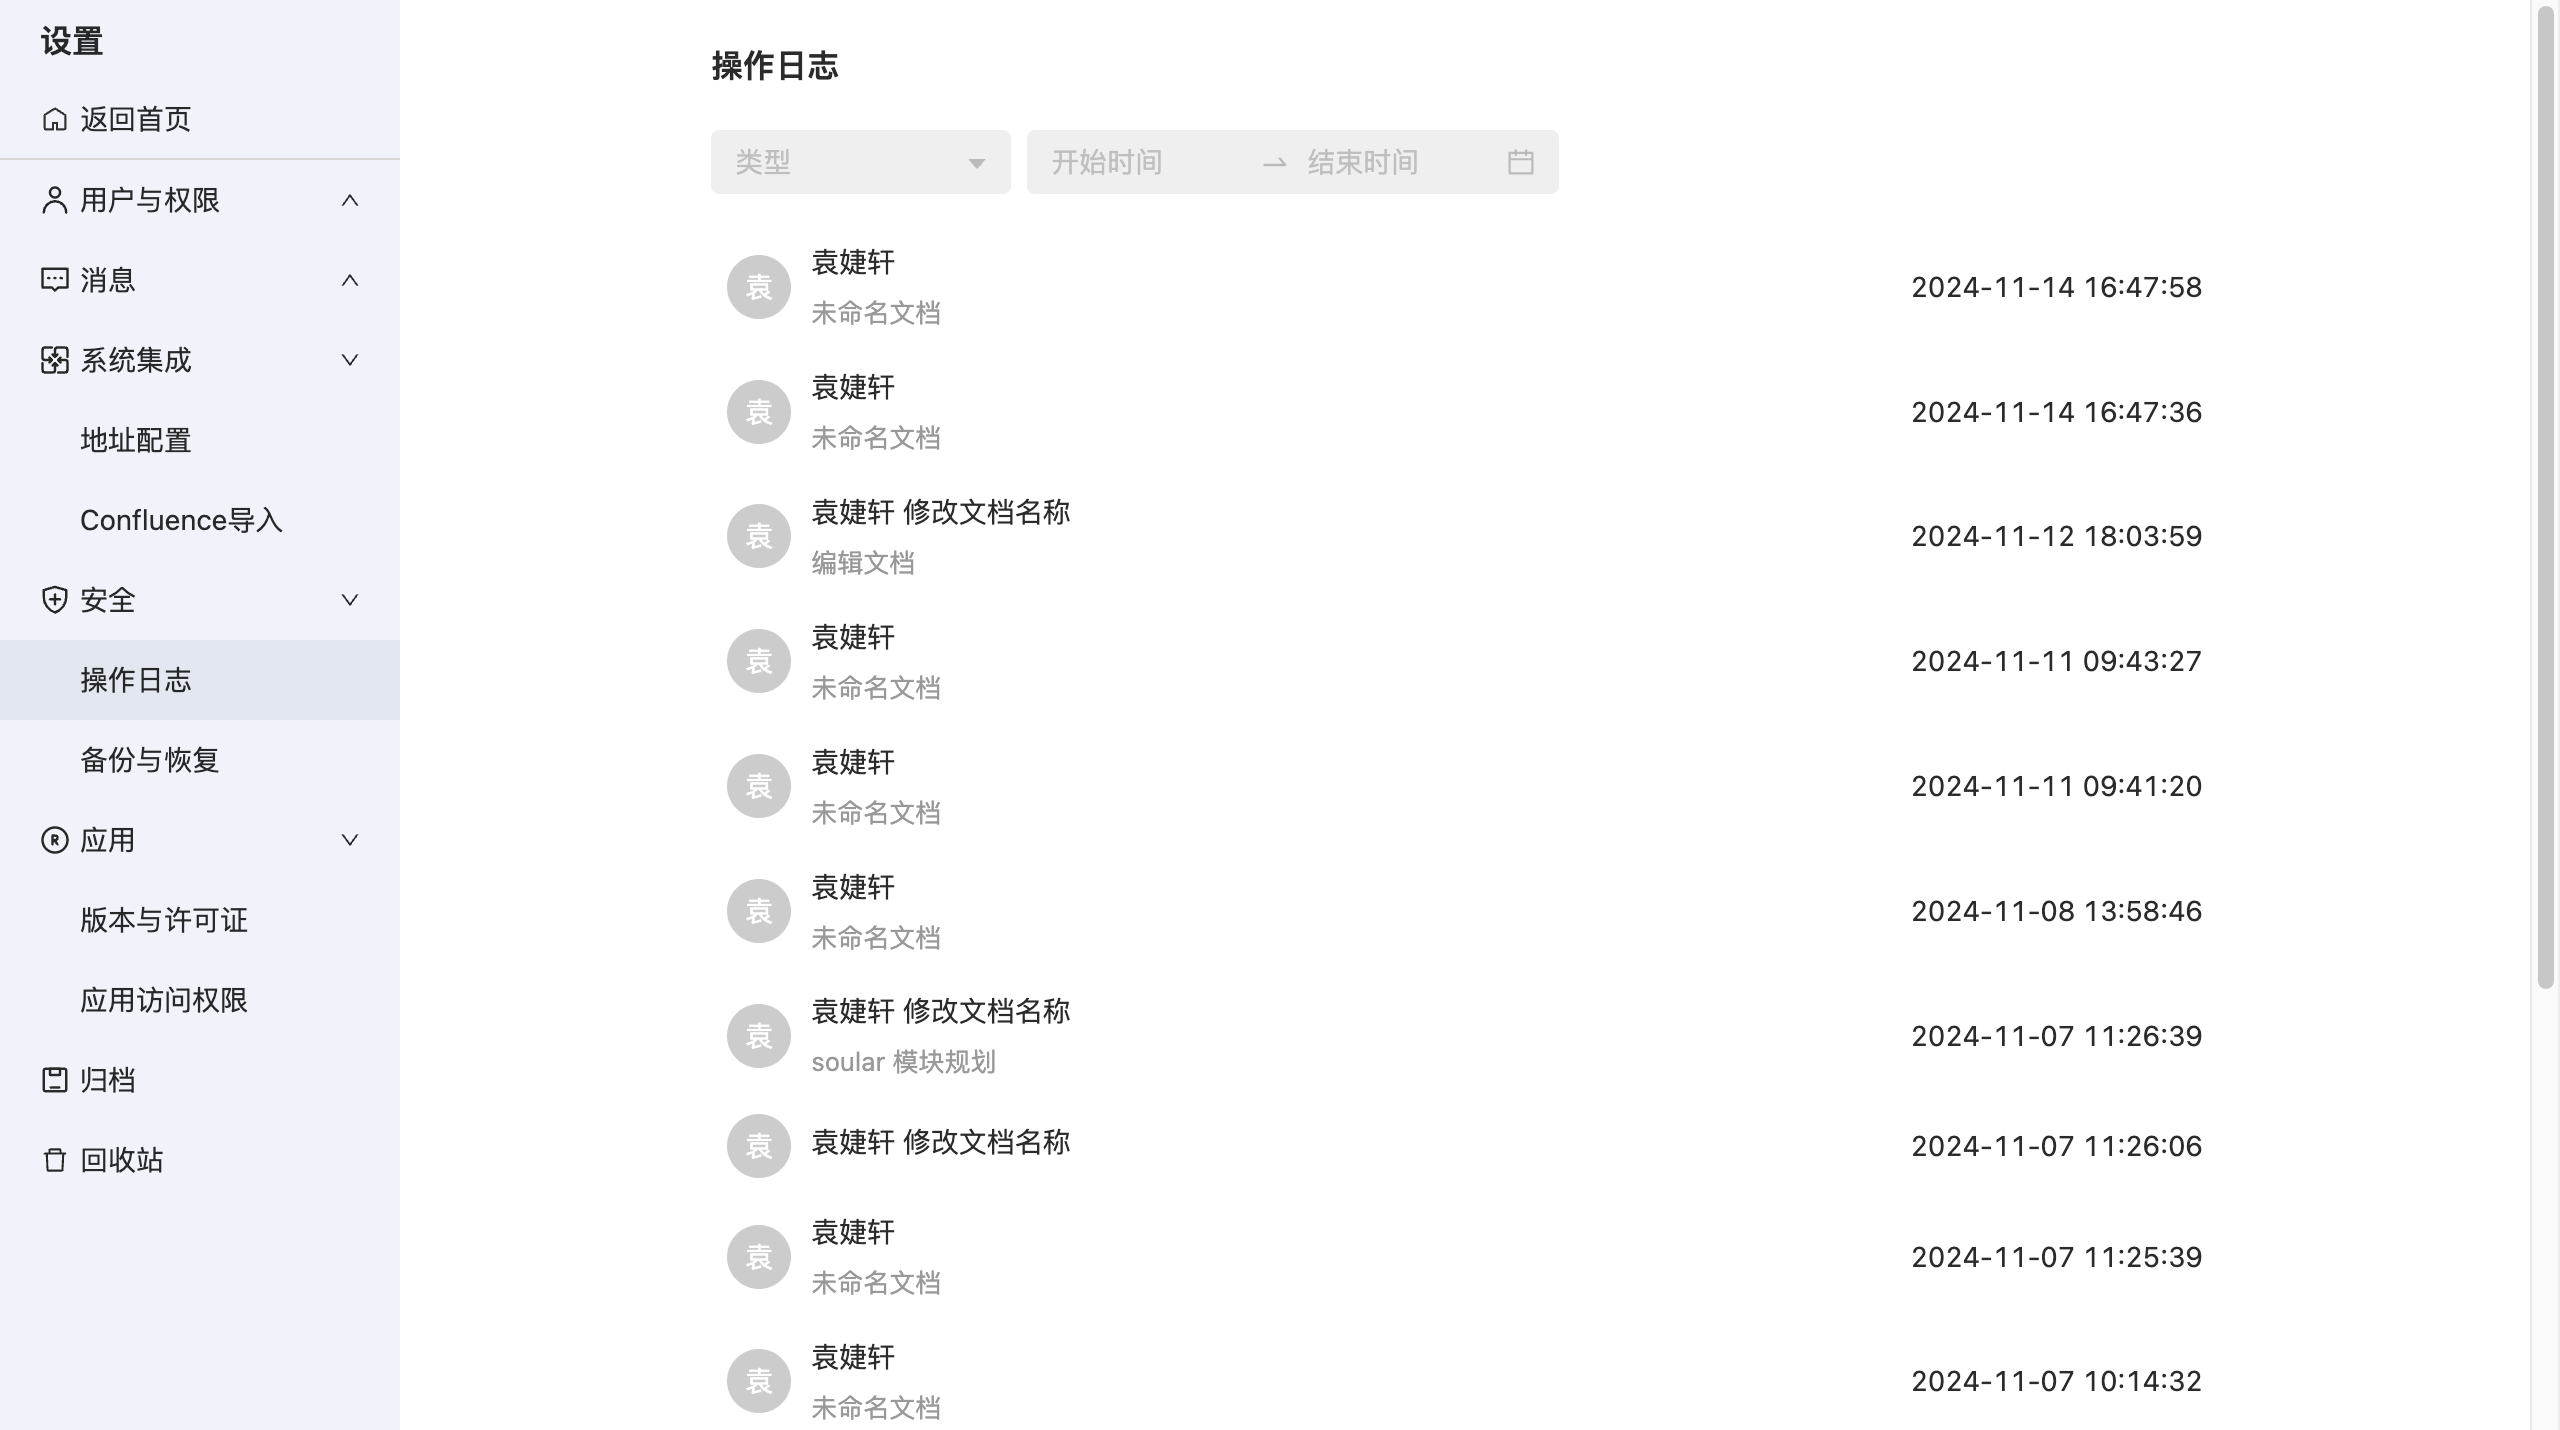 设置
返回首页
用户与权限
消息
系统集成
地址配置
Confluence导入
安全
操作日志
备份与恢复
应用
版本与许可证
应用访问权限
归档
回收站
操作日志
类型
开始时间 结束时间
袁 袁婕轩
未命名文档
2024-11-14 16:47:58
袁 袁婕轩
未命名文档
2024-11-14 16:47:36
袁 袁婕轩 修改文档名称
编辑文档
2024-11-12 18:03:59
袁 袁婕轩
未命名文档
2024-11-11 09:43:27
袁 袁婕轩
未命名文档
2024-11-11 09:41:20
袁 袁婕轩
未命名文档
2024-11-08 13:58:46
袁 袁婕轩 修改文档名称
soular 模块规划
2024-11-07 11:26:39
袁 袁婕轩 修改文档名称
2024-11-07 11:26:06
袁 袁婕轩
未命名文档
2024-11-07 11:25:39
袁 袁婕轩
未命名文档
2024-11-07 10:14:32